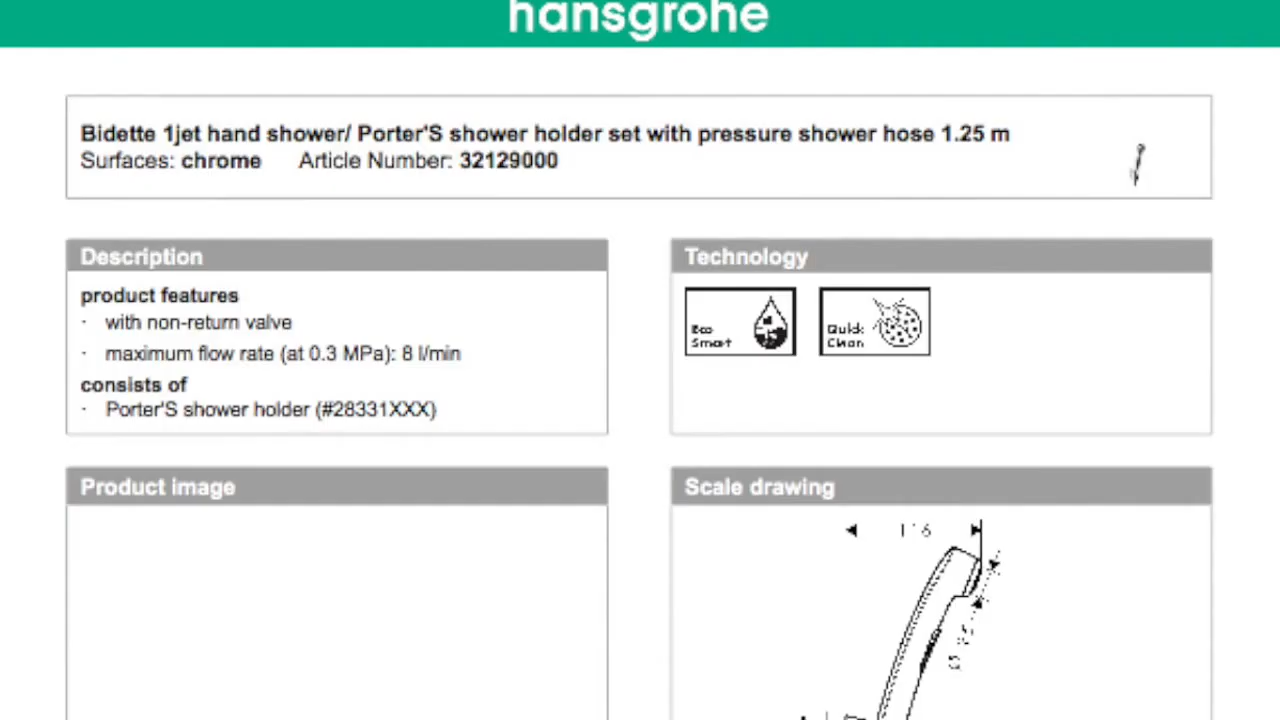 hansgrohe
Bidette 1jet hand shower/ Porter'S shower holder set with pressure shower hose 1.25 m
Surfaces: chrome Article Number: 32129000
Description
product features
· with non-return valve
· maximum flow rate (at 0.3 MPa): 8 l/min
consists of
· Porter'S shower holder (#28331XXX)
Technology
Eco
Smart
Quick
Clean
Product image
Scale drawing
116